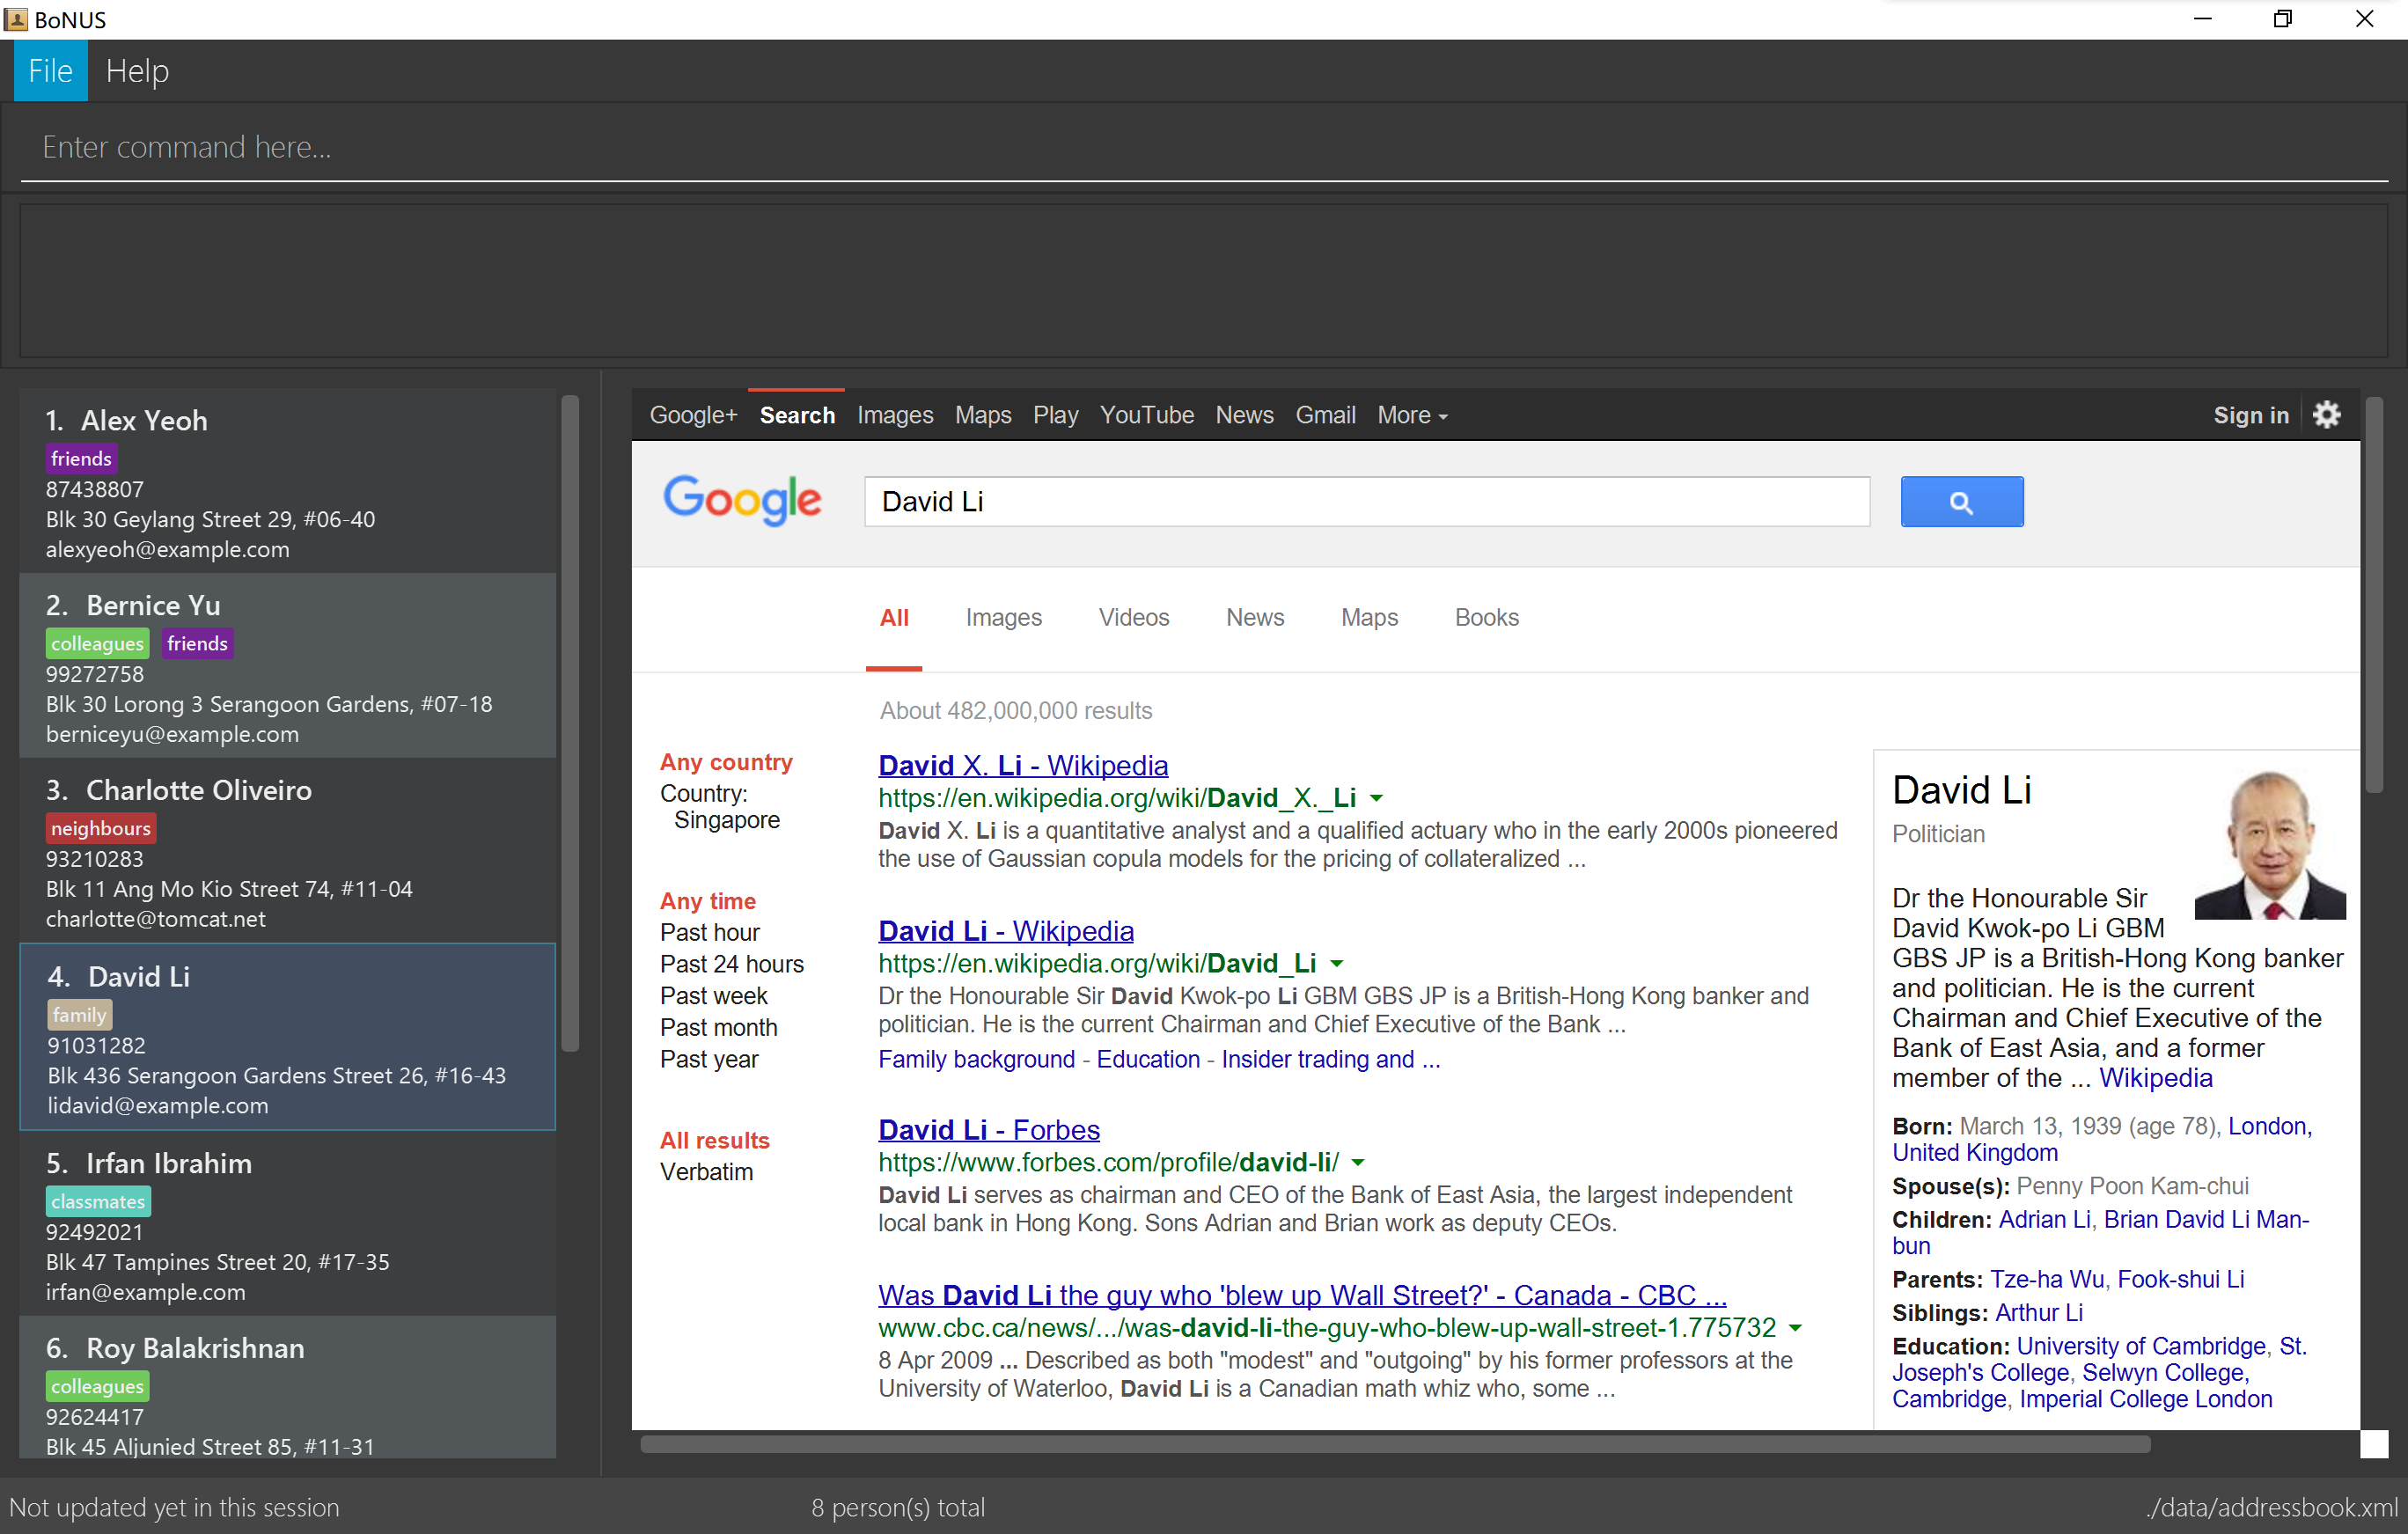 BoNUS
File Help
Enter command here...
1. Alex Yeoh
friends
87438807
Blk 30 Geylang Street 29, #06-40
alexyeoh@example.com
2. Bernice Yu
colleagues friends
99272758
Blk 30 Lorong 3 Serangoon Gardens, #07-18
berniceyu@example.com
3. Charlotte Oliveiro
neighbours
93210283
Blk 11 Ang Mo Kio Street 74, #11-04
charlotte@tomcat.net
4. David Li
family
91031282
Blk 436 Serangoon Gardens Street 26, #16-43
lidavid@example.com
5. Irfan Ibrahim
classmates
92492021
Blk 47 Tampines Street 20, #17-35
irfan@example.com
6. Roy Balakrishnan
colleagues
92624417
Blk 45 Aljunied Street 85, #11-31
Google+ Search Images Maps Play YouTube News Gmail More Sign in
Google David Li
All Images Videos News Maps Books
About 482,000,000 results
Any country
Country:
Singapore
Any time
Past hour
Past 24 hours
Past week
Past month
Past year
All results
Verbatim
David X. Li - Wikipedia
https://en.wikipedia.org/wiki/David_X._Li
David X. Li is a quantitative analyst and a qualified actuary who in the early 2000s pioneered
the use of Gaussian copula models for the pricing of collateralized ...
David Li - Wikipedia
https://en.wikipedia.org/wiki/David_Li
Dr the Honourable Sir David Kwok-po Li GBM GBS JP is a British-Hong Kong banker and
politician. He is the current Chairman and Chief Executive of the Bank ...
Family background - Education - Insider trading and ...
David Li - Forbes
https://www.forbes.com/profile/david-li/
David Li serves as chairman and CEO of the Bank of East Asia, the largest independent
local bank in Hong Kong. Sons Adrian and Brian work as deputy CEOs.
Was David Li the guy who 'blew up Wall Street?' - Canada - CBC ...
www.cbc.ca/news/.../was-david-li-the-guy-who-blew-up-wall-street-1.775732
8 Apr 2009 ... Described as both "modest" and "outgoing" by his former professors at the
University of Waterloo, David Li is a Canadian math whiz who, some ...
David Li
Politician
Dr the Honourable Sir
David Kwok-po Li GBM
GBS JP is a British-Hong Kong banker
and politician. He is the current
Chairman and Chief Executive of the
Bank of East Asia, and a former
member of the ... Wikipedia
Born: March 13, 1939 (age 78), London,
United Kingdom
Spouse(s): Penny Poon Kam-chui
Children: Adrian Li, Brian David Li Man-
bun
Parents: Tze-ha Wu, Fook-shui Li
Siblings: Arthur Li
Education: University of Cambridge, St.
Joseph's College, Selwyn College,
Cambridge, Imperial College London
Not updated yet in this session 8 person(s) total ./data/addressbook.xml